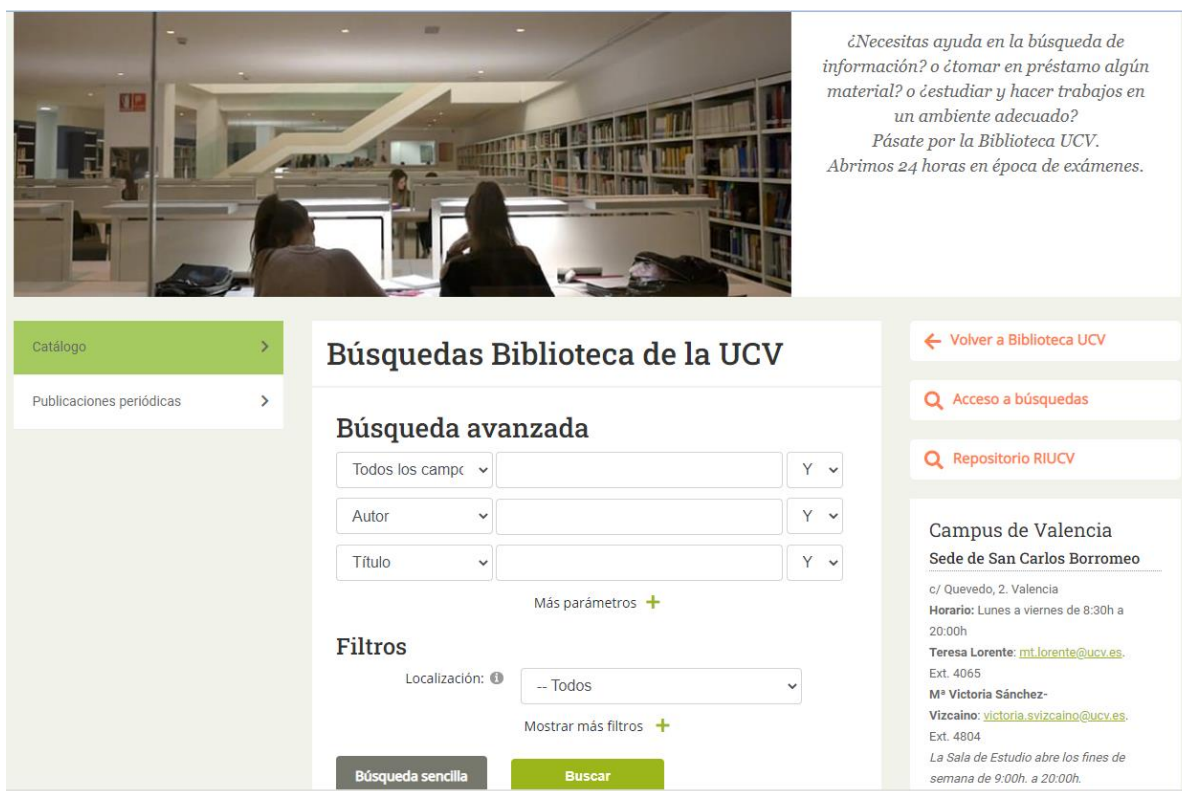 ¿Necesitas ayuda en la búsqueda de
información? o ¿tomar en préstamo algún
material? o ¿estudiar y hacer trabajos en
un ambiente adecuado?
Pásate por la Biblioteca UCV.
Abrimos 24 horas en época de exámenes.
Catálogo
Publicaciones periódicas
Búsquedas Biblioteca de la UCV
Búsqueda avanzada
Todos los campo Y
Autor Y
Título Y
Más parámetros +
Filtros
Localización: -- Todos
Mostrar más filtros +
Búsqueda sencilla Buscar
Volver a Biblioteca UCV
Acceso a búsquedas
Repositorio RIUCV
Campus de Valencia
Sede de San Carlos Borromeo
c/ Quevedo, 2. Valencia
Horario: Lunes a viernes de 8:30h a
20:00h
Teresa Lorente: mt.lorente@ucv.es.
Ext. 4065
Mª Victoria Sánchez-
Vizcaino: victoria.svizcaino@ucv.es.
Ext. 4804
La Sala de Estudio abre los fines de
semana de 9:00h. a 20:00h.